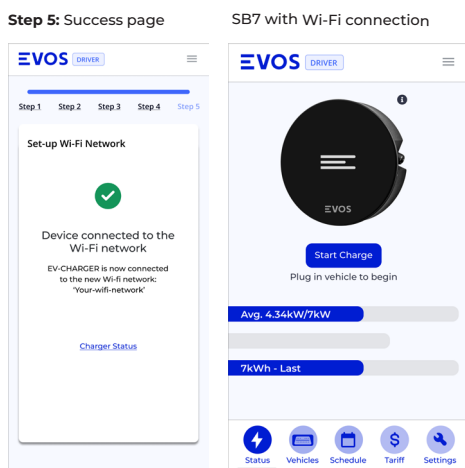 Step 5: Success page
EVOS DRIVER
Step 1 Step 2 Step 3 Step 4 Step 5
Set-up Wi-Fi Network
Device connected to the
Wi-Fi network
EV-CHARGER is now connected
to the new Wi-fi network:
'Your-wifi-network'
Charger Status
SB7 with Wi-Fi connection
EVOS DRIVER
i
EVOS
Start Charge
Plug in vehicle to begin
Avg. 4.34kW/7kW
7kWh - Last
$
Status Vehicles Schedule Tariff Settings